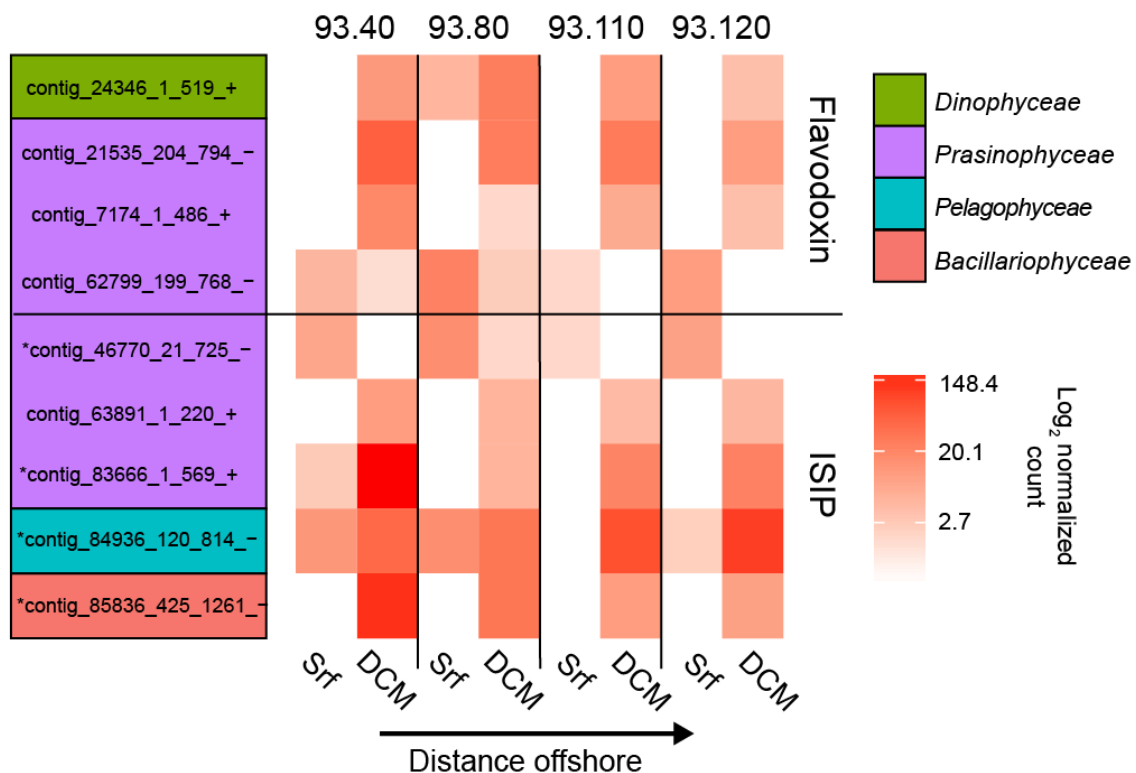 93.40 93.80 93.110 93.120
contig_24346_1_519_+
contig_21535_204_794_−
contig_7174_1_486_+
contig_62799_199_768_−
*contig_46770_21_725_−
contig_63891_1_220_+
*contig_83666_1_569_+
*contig_84936_120_814_−
*contig_85836_425_1261_−
Flavodoxin
ISIP
Srf DCM Srf DCM Srf DCM Srf DCM
Distance offshore
Dinophyceae
Prasinophyceae
Pelagophyceae
Bacillariophyceae
148.4
20.1
2.7
Log₂ normalized
count